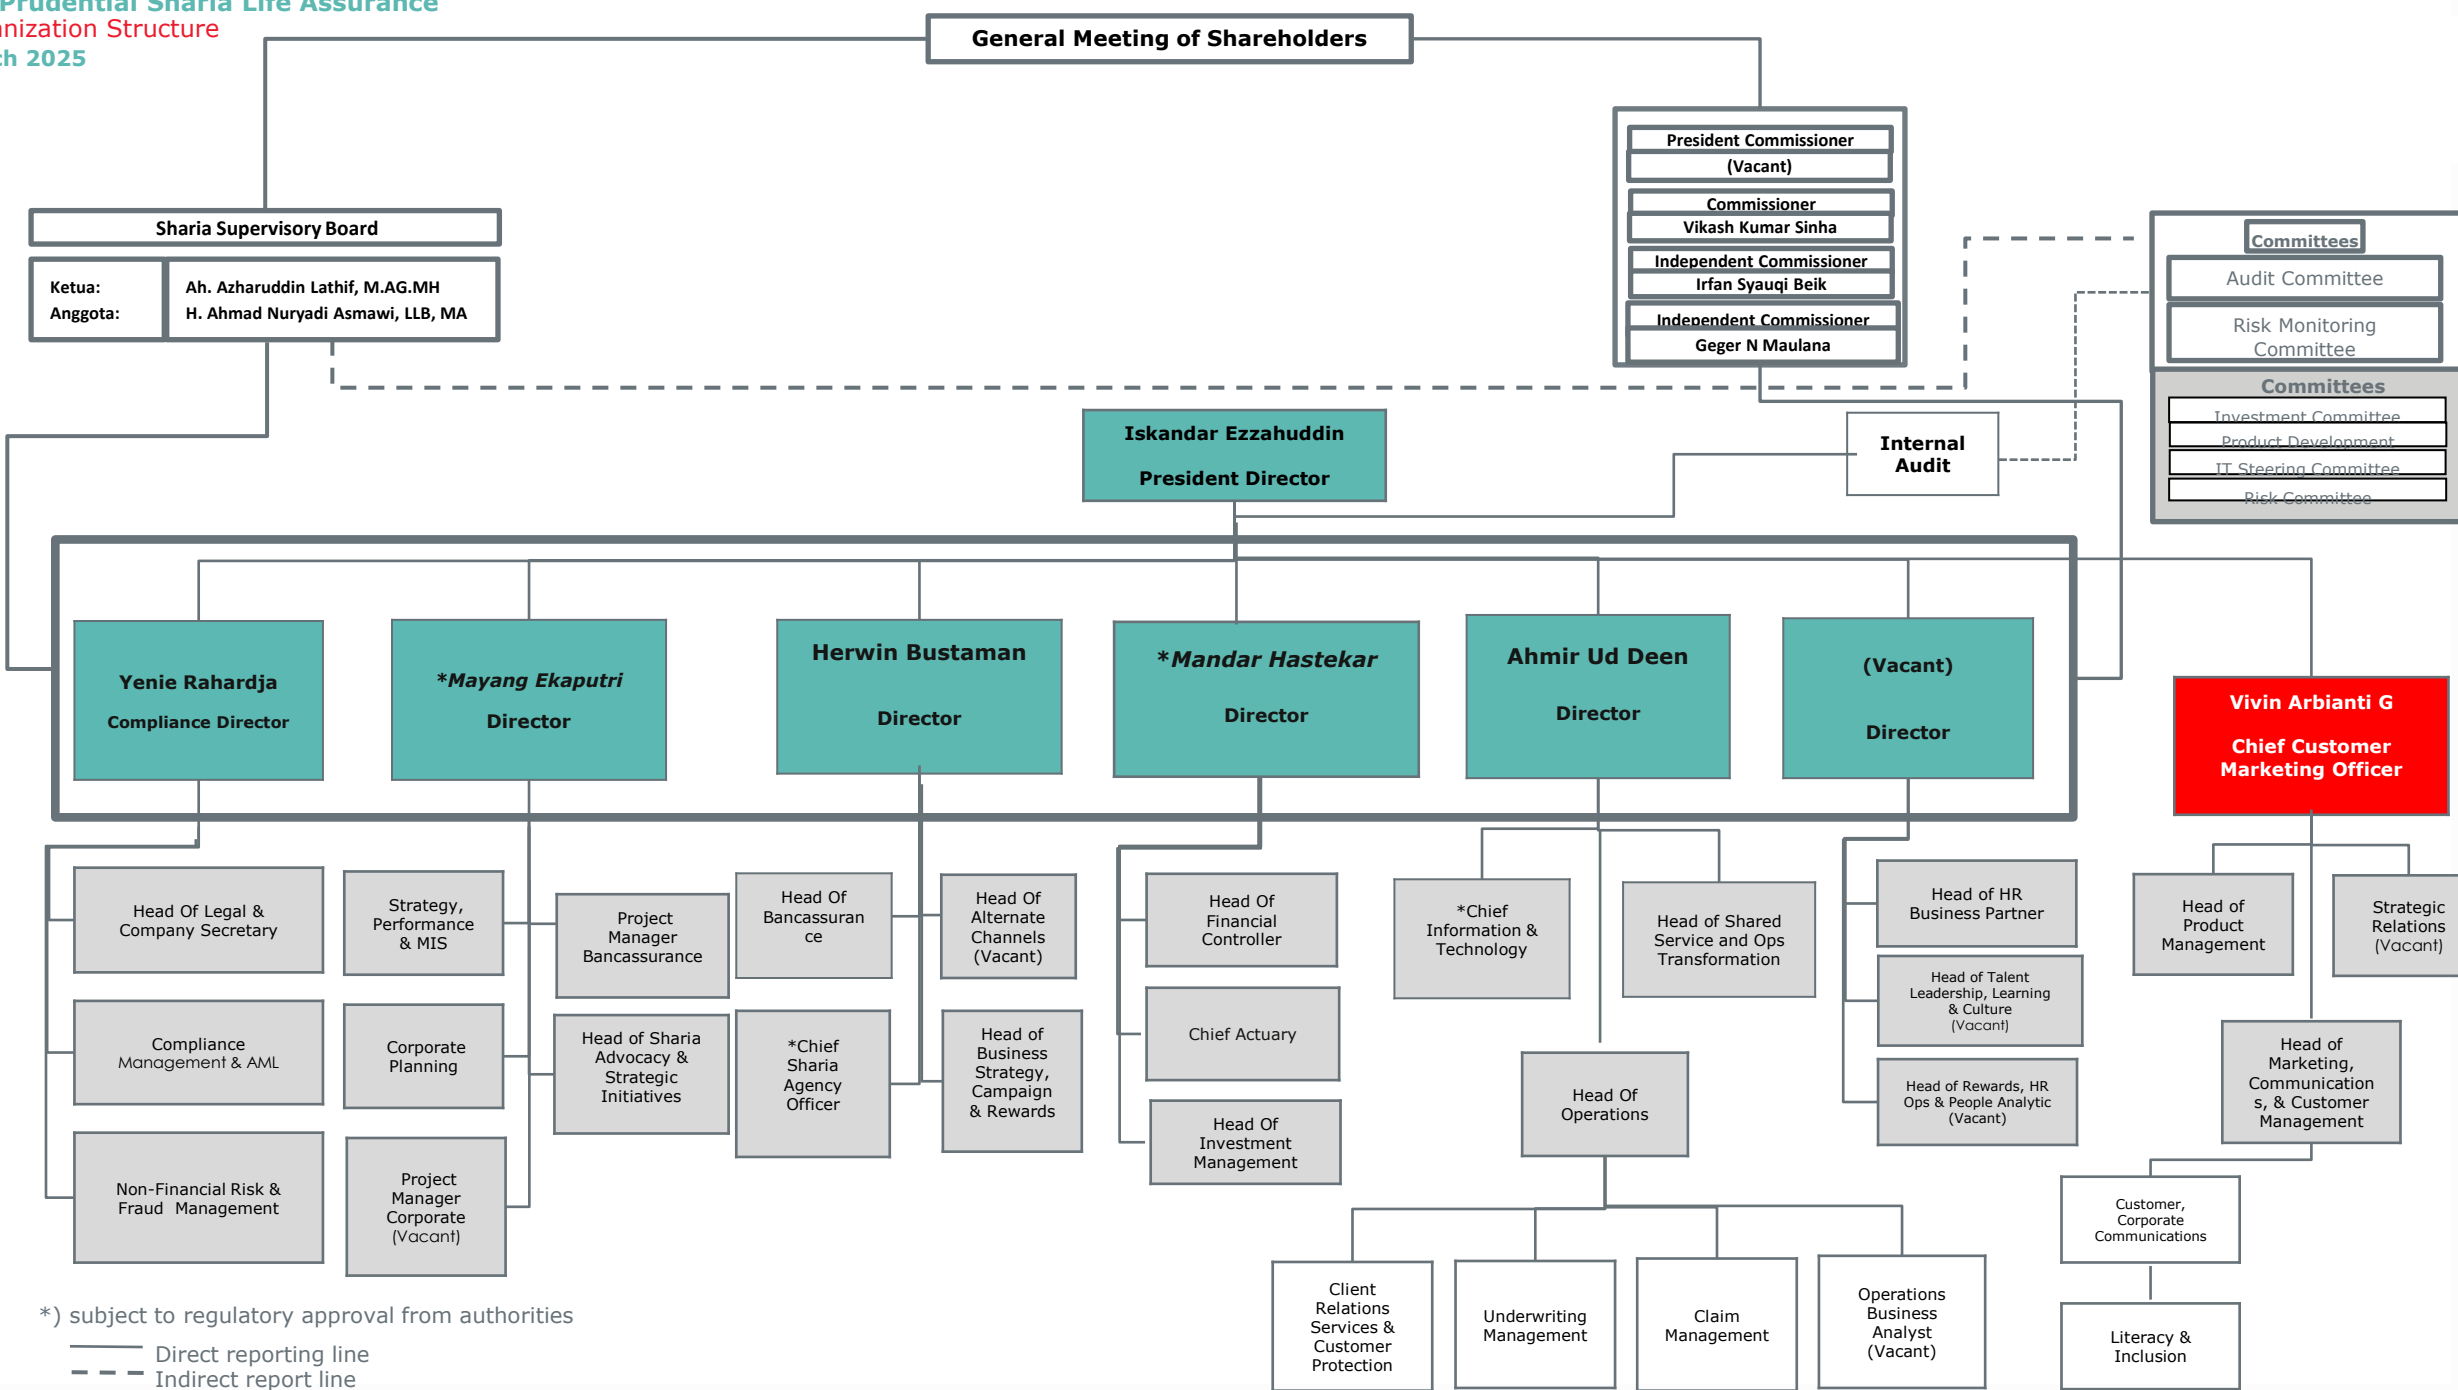 Prudential Sharia Life Assurance
nization Structure
ch 2025
General Meeting of Shareholders
President Commissioner
(Vacant)
Commissioner
Vikash Kumar Sinha
Independent Commissioner
Irfan Syauqi Beik
Independent Commissioner
Geger N Maulana
Sharia Supervisory Board
Ketua:
Ah. Azharuddin Lathif, M.AG.MH
Anggota:
H. Ahmad Nuryadi Asmawi, LLB, MA
Committees
Audit Committee
Risk Monitoring
Committee
Committees
Investment Committee
Product Development
IT Steering Committee
Risk Committee
Iskandar Ezzahuddin
President Director
Internal
Audit
Yenie Rahardja
Compliance Director
*Mayang Ekaputri
Director
Herwin Bustaman
Director
*Mandar Hastekar
Director
Ahmir Ud Deen
Director
(Vacant)
Director
Vivin Arbianti G
Chief Customer
Marketing Officer
Head Of Legal &
Company Secretary
Compliance
Management & AML
Non-Financial Risk &
Fraud  Management
Strategy,
Performance
& MIS
Corporate
Planning
Project
Manager
Corporate
(Vacant)
Project
Manager
Bancassurance
Head of Sharia
Advocacy &
Strategic
Initiatives
Head Of
Bancassuran
ce
*Chief
Sharia
Agency
Officer
Head Of
Alternate
Channels
(Vacant)
Head of
Business
Strategy,
Campaign
& Rewards
Head Of
Financial
Controller
Chief Actuary
Head Of
Investment
Management
*Chief
Information &
Technology
Head of Shared
Service and Ops
Transformation
Head Of
Operations
Client
Relations
Services &
Customer
Protection
Underwriting
Management
Claim
Management
Operations
Business
Analyst
(Vacant)
Head of HR
Business Partner
Head of Talent
Leadership, Learning
& Culture
(Vacant)
Head of Rewards, HR
Ops & People Analytic
(Vacant)
Head of
Product
Management
Strategic
Relations
(Vacant)
Head of
Marketing,
Communication
s, & Customer
Management
Customer,
Corporate
Communications
Literacy &
Inclusion
*) subject to regulatory approval from authorities
Direct reporting line
Indirect report line